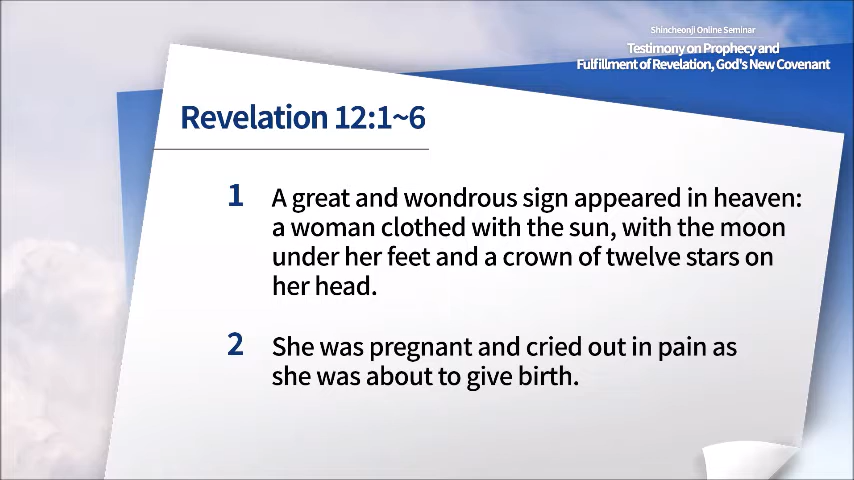 Shincheonji Online Seminar
Testimony on Prophecy and
Fulfillment of Revelation, God's New Covenant
Revelation 12:1~6
1 A great and wondrous sign appeared in heaven:
a woman clothed with the sun, with the moon
under her feet and a crown of twelve stars on
her head.
2 She was pregnant and cried out in pain as
she was about to give birth.